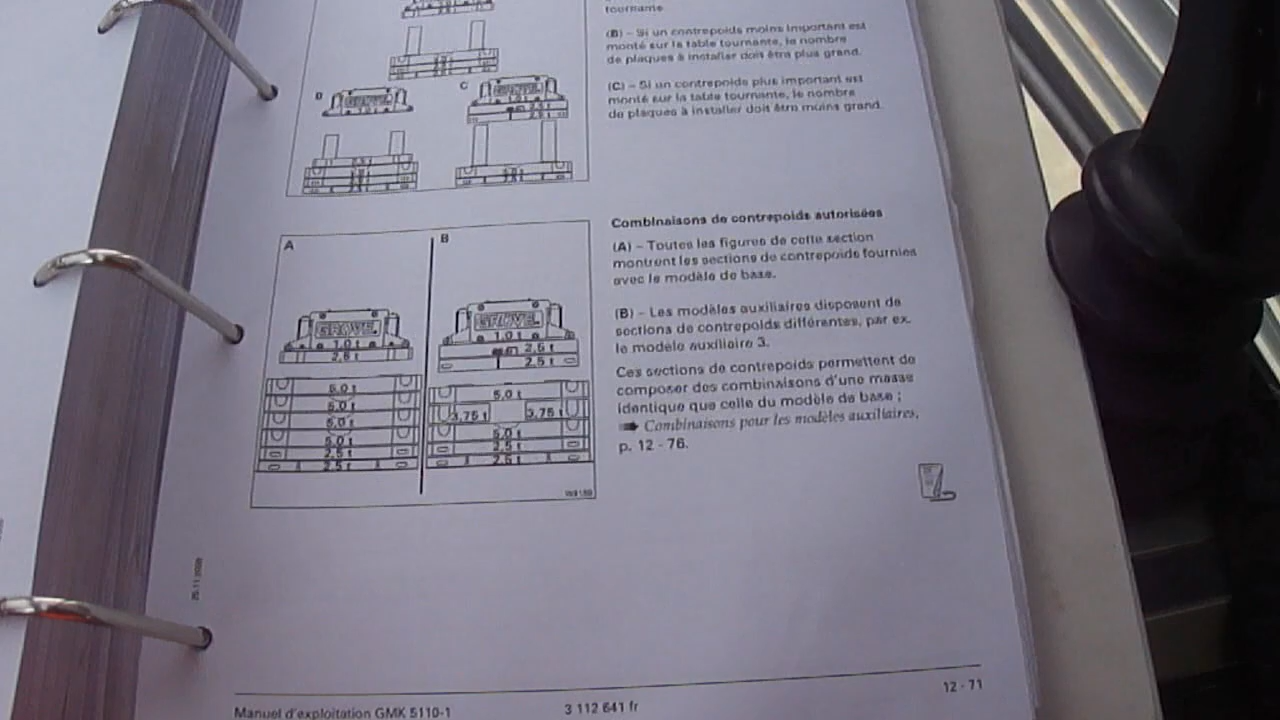 tournante.
(B) – Si un contrepoids moins important est
monté sur la table tournante, le nombre
de plaques à installer doit être plus grand.
(C) – Si un contrepoids plus important est
monté sur la table tournante, le nombre
de plaques à installer doit être moins grand.
B
C
GROVE
1,0 t
GROVE
Combinaisons de contrepoids autorisées
(A) – Toutes les figures de cette section
montrent les sections de contrepoids fournies
avec le modèle de base.
(B) – Les modèles auxiliaires disposent de
sections de contrepoids différentes, par ex.
le modèle auxiliaire 3.
Ces sections de contrepoids permettent de
composer des combinaisons d'une masse
identique que celle du modèle de base ;
➡ Combinaisons pour les modèles auxiliaires,
p. 12 - 76.
A
GROVE
1,0 t
2,5 t
5,0 t
5,0 t
5,0 t
5,0 t
2,5 t
2,5 t
B
GROVE
1,0 t
2,5 t
2,5 t
5,0 t
3,75 t 3,75 t
5,0 t
2,5 t
2,5 t
12 - 71
Manuel d'exploitation GMK 5110-1 3 112 641 fr